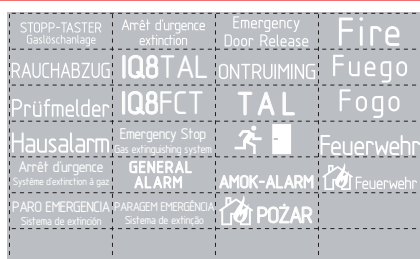 STOPP-TASTER
Gaslöschanlage
Arrêt d'urgence
extinction
Emergency
Door Release
Fire
RAUCHABZUG
IQ8TAL
ONTRUIMING
Fuego
Prüfmelder
IQ8FCT
TAL
Fogo
Hausalarm
Emergency Stop
Gas extinguishing system
Feuerwehr
Arrêt d'urgence
Système d'extinction à gaz
GENERAL
ALARM
AMOK-ALARM
Feuerwehr
PARO EMERGENCIA
Sistema de extinción
PARAGEM EMERGÊNCIA
Sistema de extinção
POŻAR